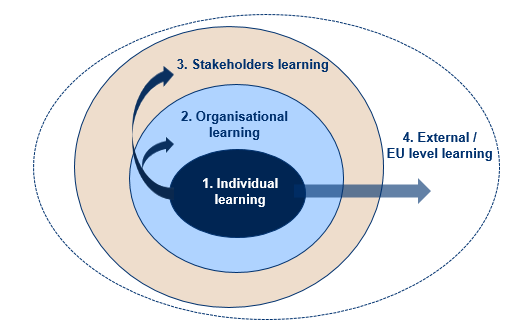 3. Stakeholders learning
2. Organisational
learning
4. External /
EU level learning
1. Individual
learning